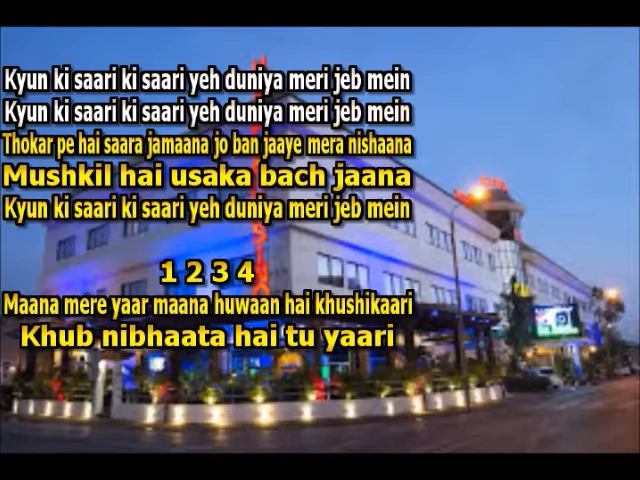 Kyun ki saari ki saari yeh duniya meri jeb mein
Kyun ki saari ki saari yeh duniya meri jeb mein
Thokar pe hai saara jamaana jo ban jaaye mera nishaana
Mushkil hai usaka bach jaana
Kyun ki saari ki saari yeh duniya meri jeb mein
1 2 3 4
Maana mere yaar maana huwaan hai khushikaari
Khub nibhaata hai tu yaari